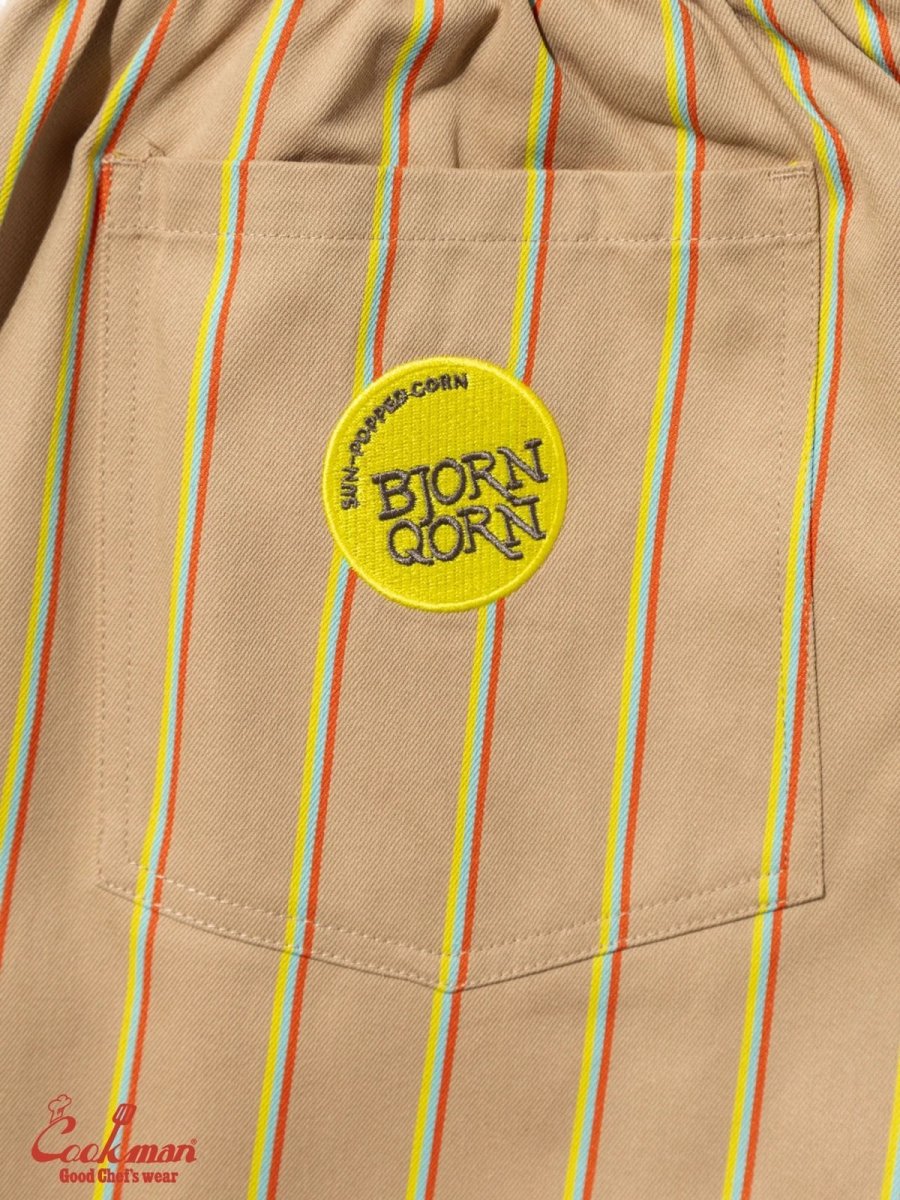 SUN-POPPED CORN
BJORN
QORN
Cookman®
Good Chef's wear